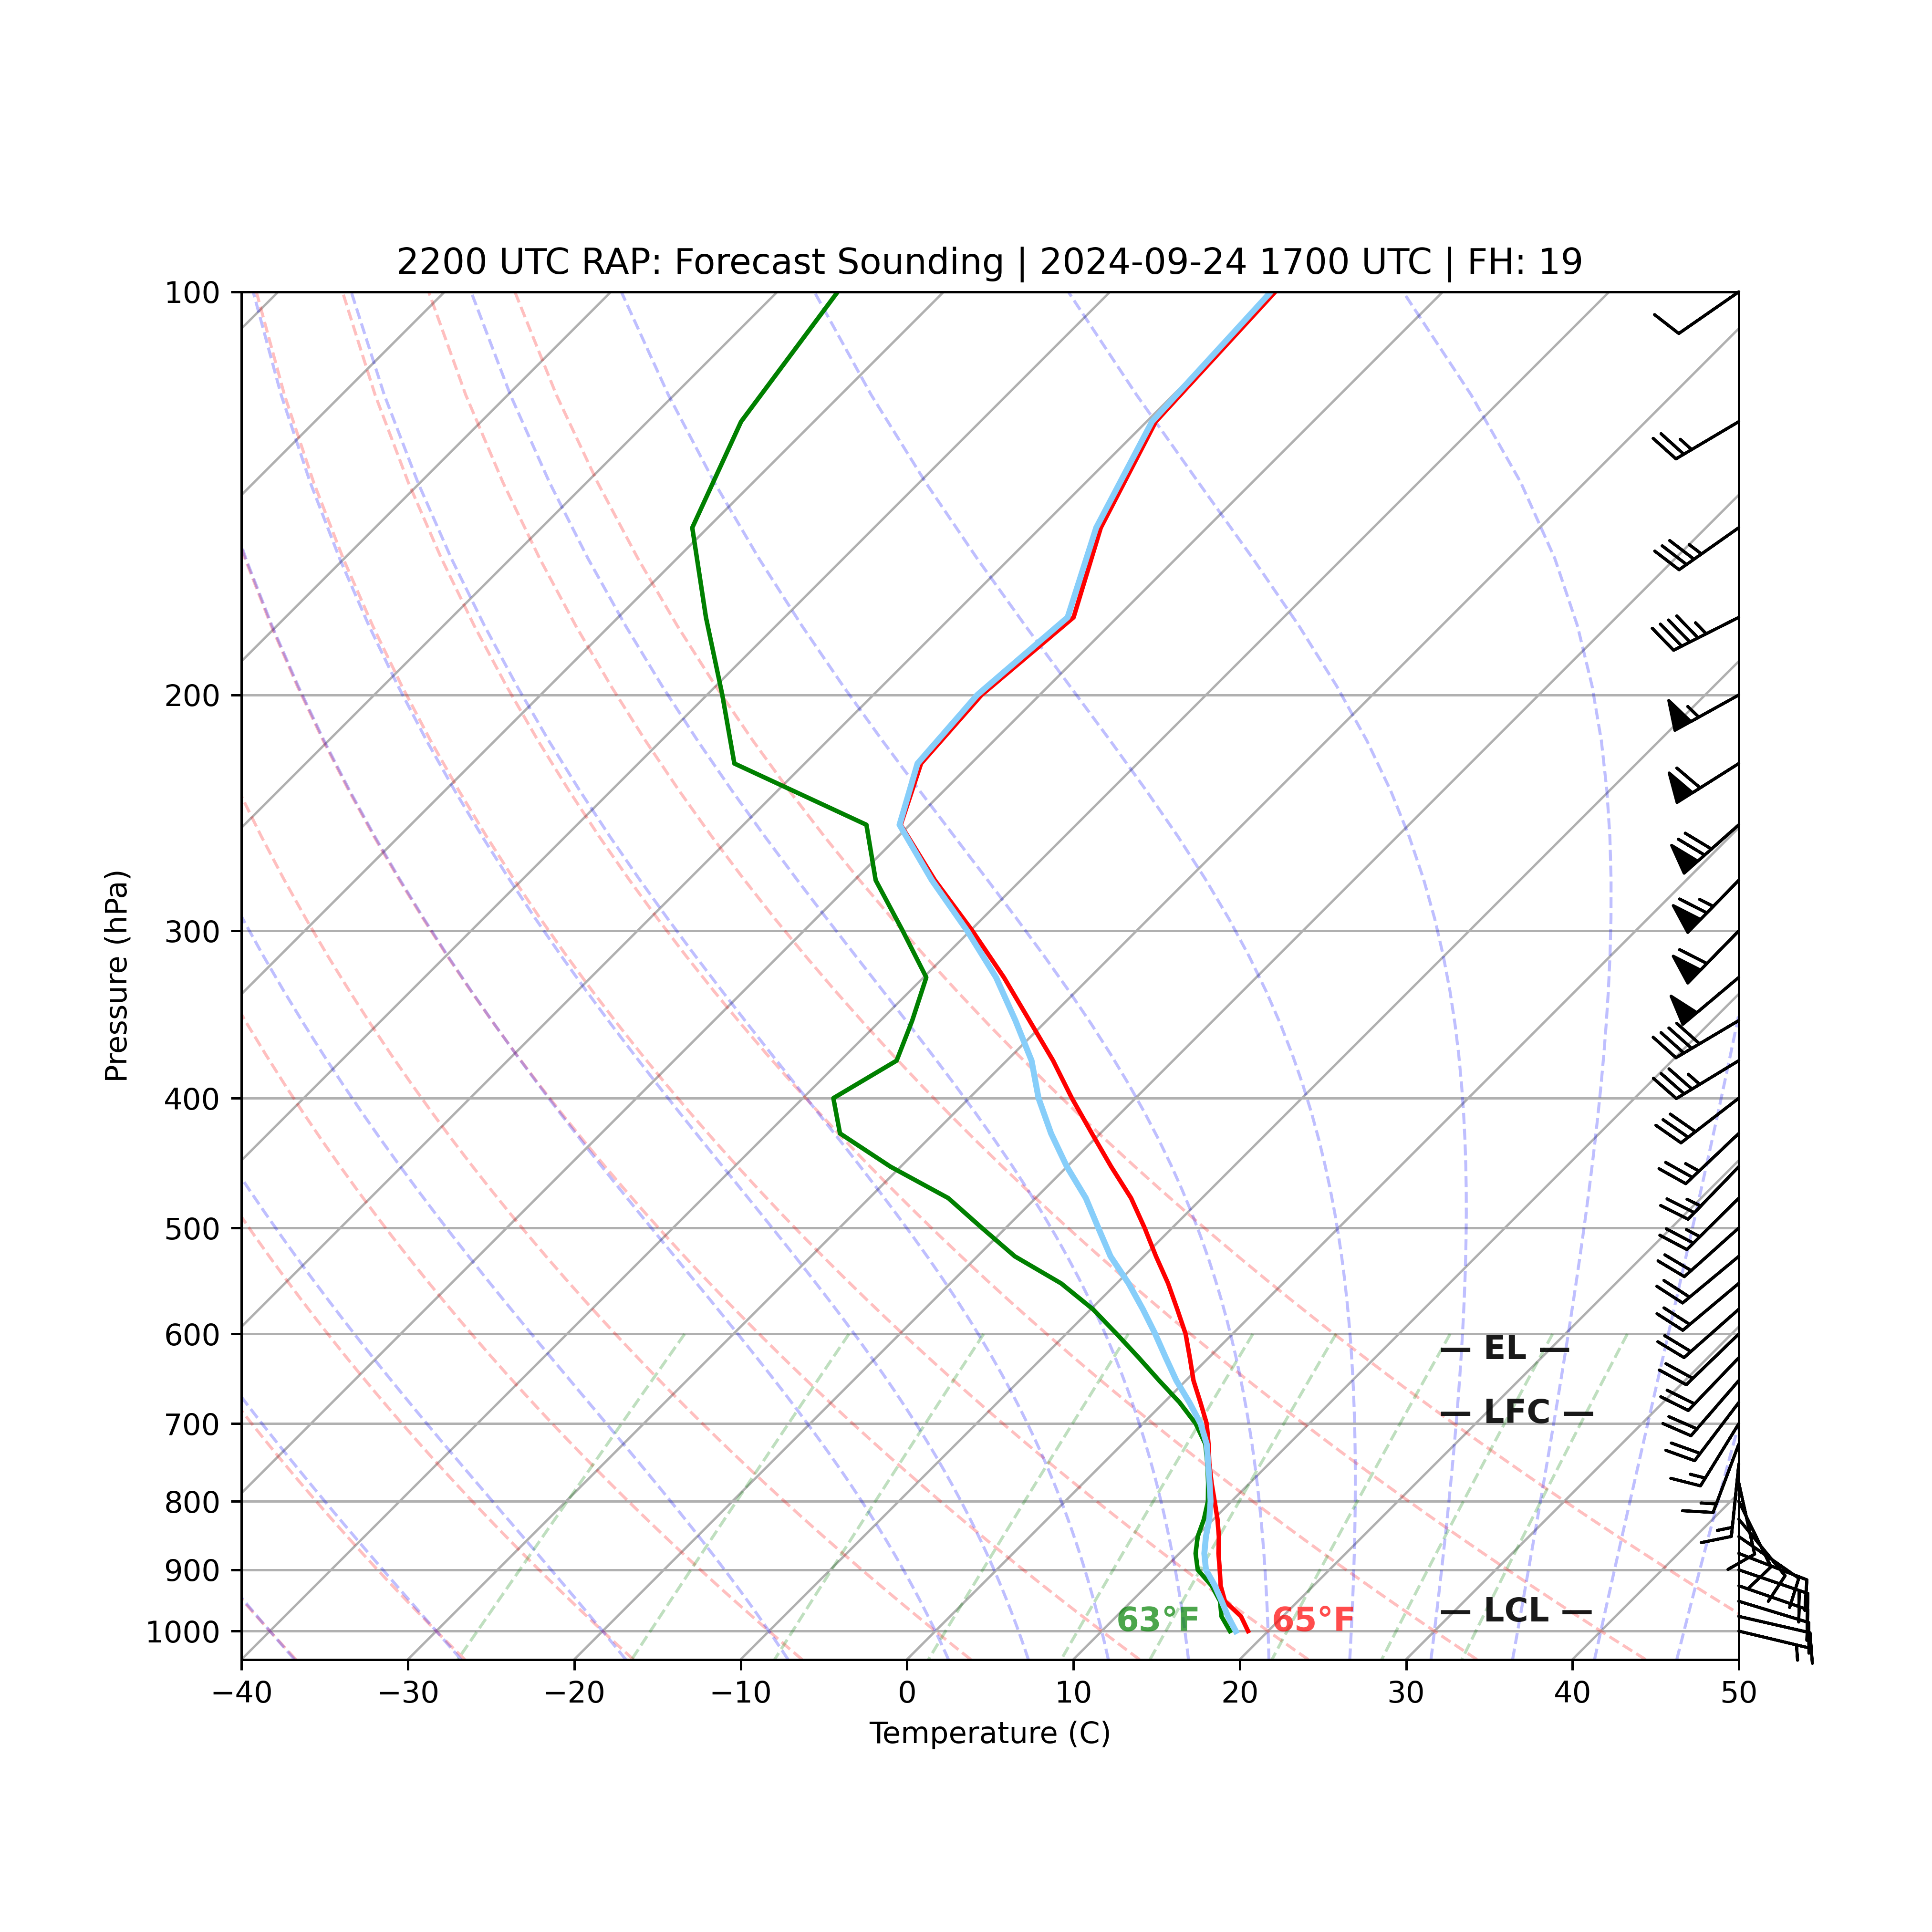 2200 UTC RAP: Forecast Sounding | 2024-09-24 1700 UTC | FH: 19
100
200
300
400
500
600
700
800
900
1000
Pressure (hPa)
— EL —
— LFC —
— LCL —
63°F 65°F
−40 −30 −20 −10 0 10 20 30 40 50
Temperature (C)